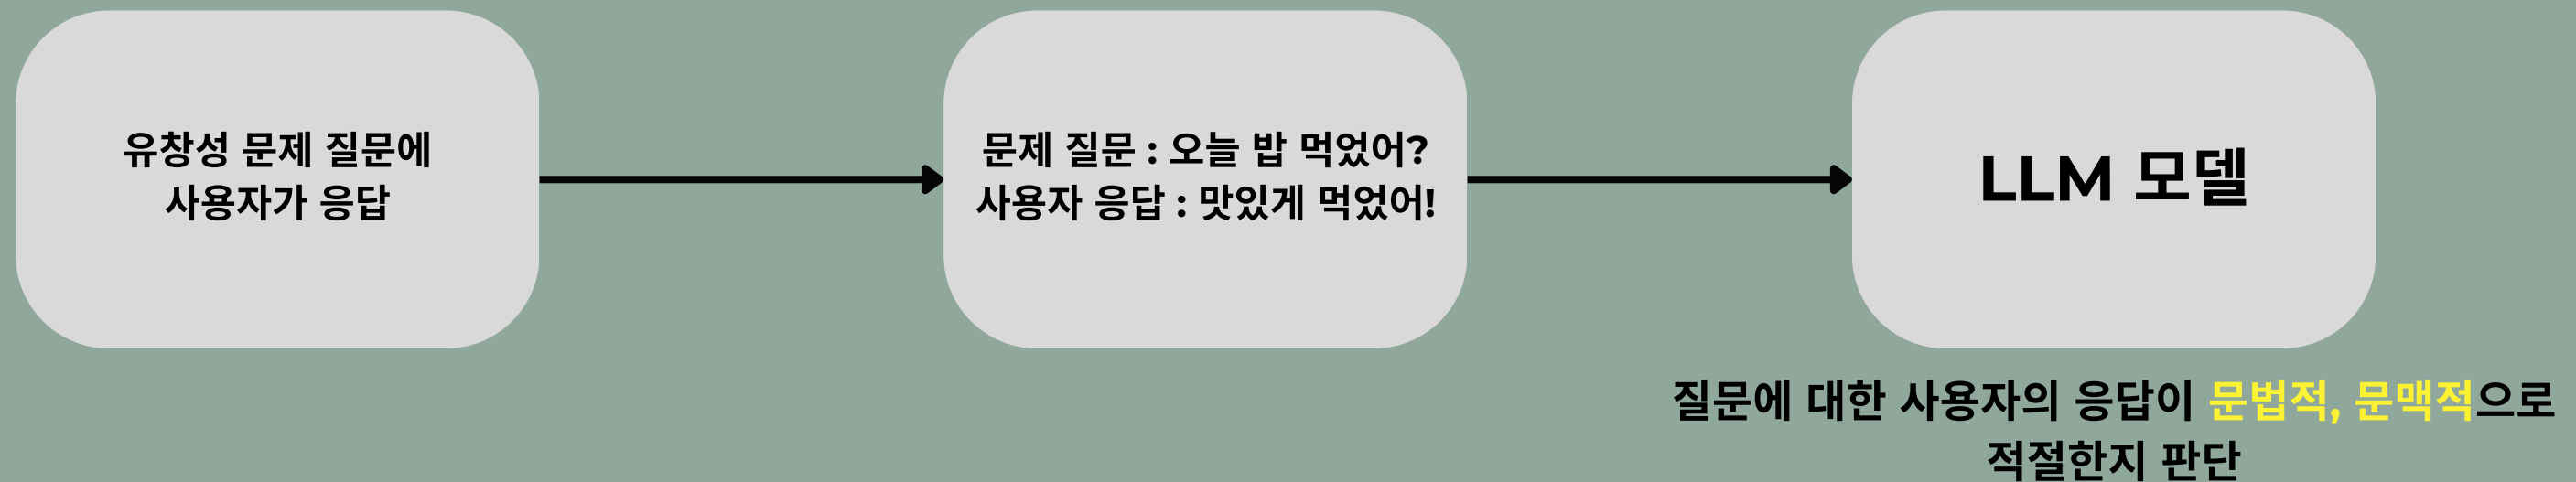 유창성 문제 질문에
사용자가 응답
문제 질문 : 오늘 밥 먹었어?
사용자 응답 : 맛있게 먹었어!
LLM 모델
질문에 대한 사용자의 응답이 문법적, 문맥적으로
적절한지 판단